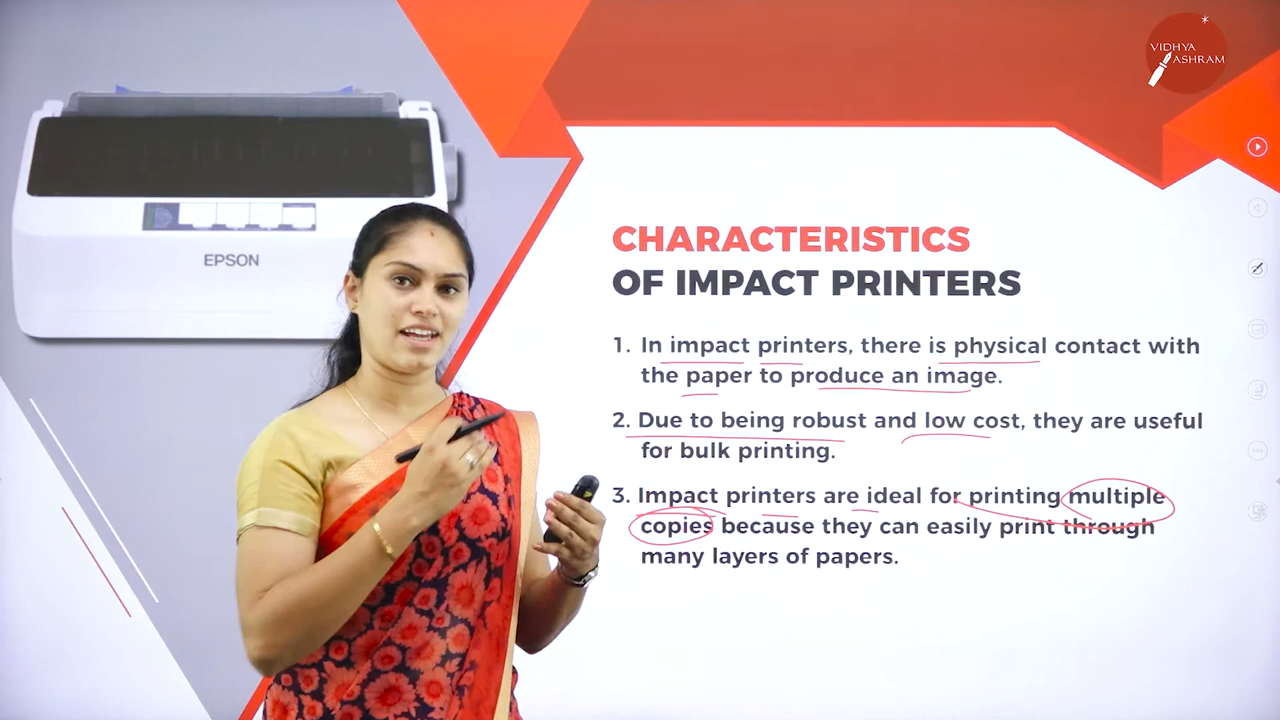 VIDHYA
ASHRAM
EPSON
CHARACTERISTICS
OF IMPACT PRINTERS
1. In impact printers, there is physical contact with
the paper to produce an image.
2. Due to being robust and low cost, they are useful
for bulk printing.
3. Impact printers are ideal for printing multiple
copies because they can easily print through
many layers of papers.